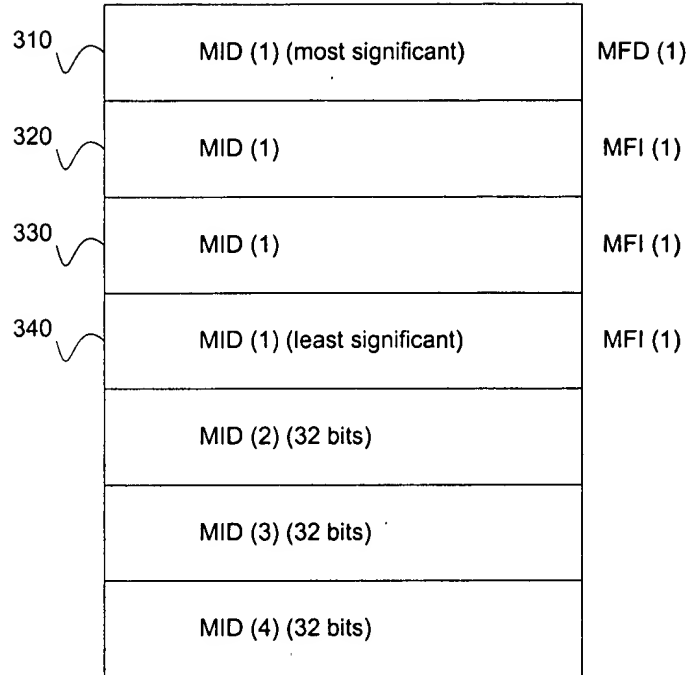 310 MID (1) (most significant) MFD (1)
320 MID (1) MFI (1)
330 MID (1) MFI (1)
340 MID (1) (least significant) MFI (1)
MID (2) (32 bits)
MID (3) (32 bits)
MID (4) (32 bits)